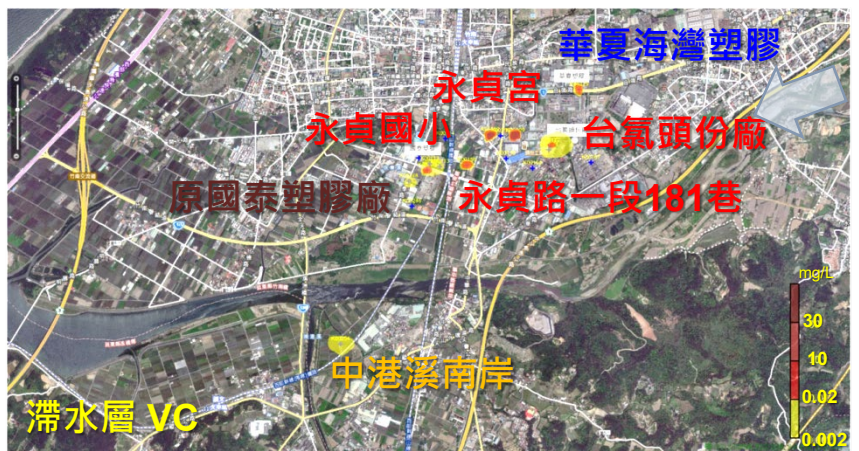 華夏海灣塑膠
永貞宮
永貞國小
台氯頭份廠
原國泰塑膠廠
永貞路一段181巷
mg/L
30
10
0.02
0.002
中港溪南岸
滯水層 VC